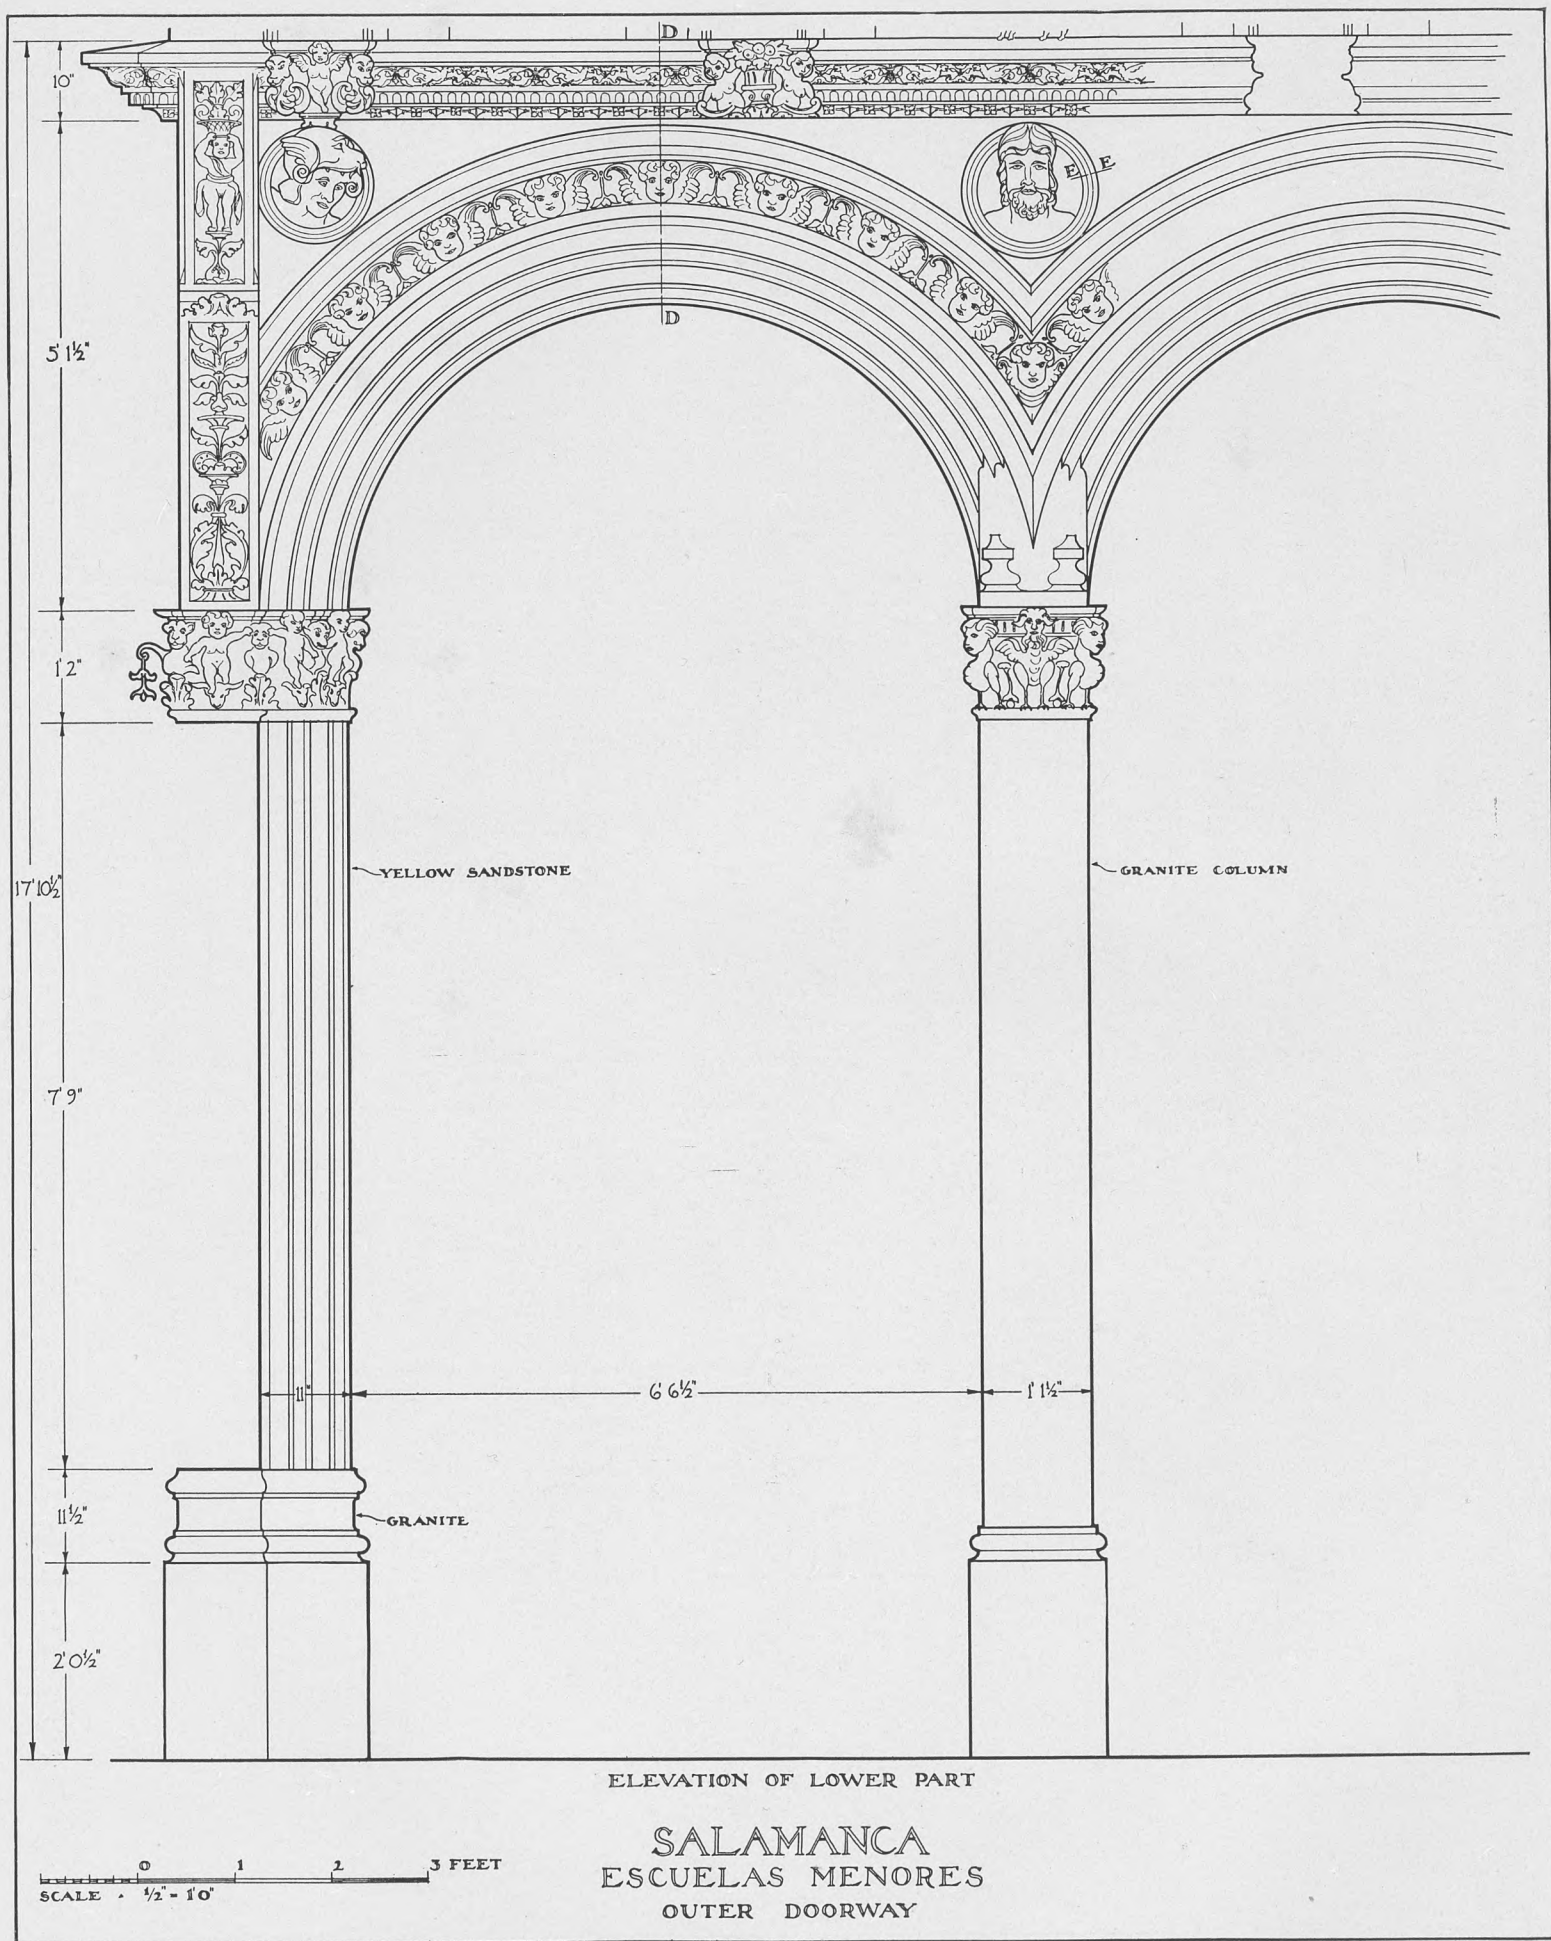 D
10"
E E
5' 1½"
D
1' 2"
YELLOW SANDSTONE
GRANITE COLUMN
17' 10½"
7' 9"
11"
6' 6½"
1' 1½"
11½"
GRANITE
2' 0½"
ELEVATION OF LOWER PART
SALAMANCA
ESCUELAS MENORES
OUTER DOORWAY
0 1 2 3 FEET
SCALE . ½" = 1' 0"